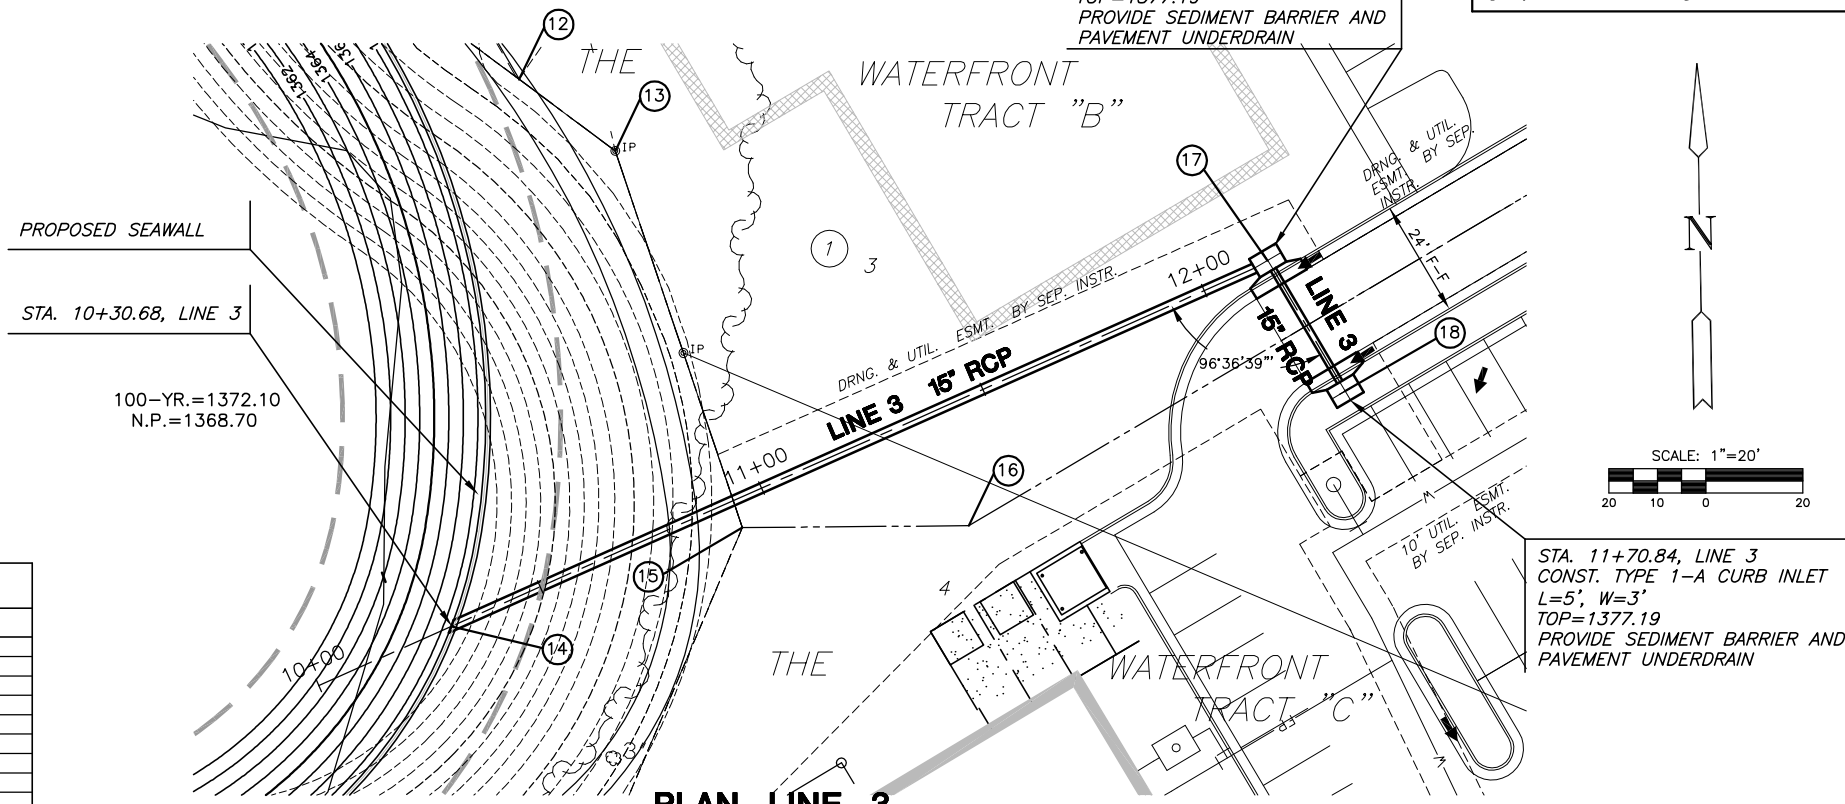 PROVIDE SEDIMENT BARRIER AND
PAVEMENT UNDERDRAIN
12
13
THE
WATERFRONT
TRACT "B"
1362
1364
IP
17
DRNG. & UTIL.
ESMT. BY SEP.
INSTR.
1
3
24' F-F
N
PROPOSED SEAWALL
STA. 10+30.68, LINE 3
100-YR.=1372.10
N.P.=1368.70
12+00
LINE 3
15" RCP
18
96°36'39"
IP
DRNG. & UTIL. ESMT. BY SEP. INSTR.
LINE 3 15" RCP
11+00
16
SCALE: 1"=20'
20 10 0 20
W
10' UTIL. ESMT.
BY SEP. INSTR.
15
4
14
10+00
STA. 11+70.84, LINE 3
CONST. TYPE 1-A CURB INLET
L=5', W=3'
TOP=1377.19
PROVIDE SEDIMENT BARRIER AND
PAVEMENT UNDERDRAIN
THE
WATERFRONT
TRACT "C"
FP
3
W
PLAN LINE 3